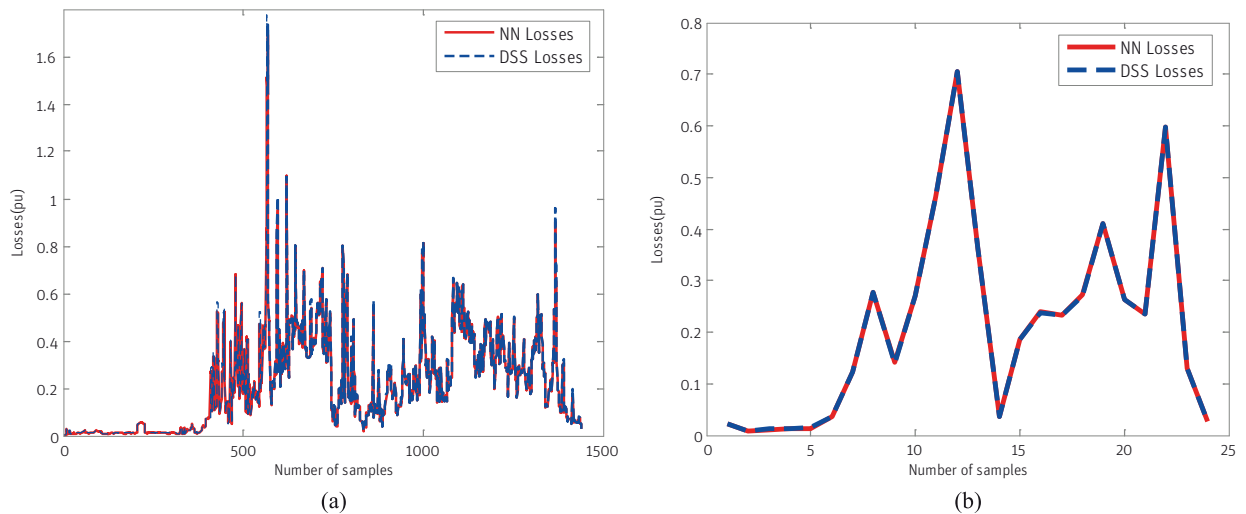 NN Losses
DSS Losses
1.6
1.4
1.2
1
0.8
0.6
0.4
0.2
0
Losses(pu)
0
500
1000
1500
Number of samples
(a)
NN Losses
DSS Losses
0.8
0.7
0.6
0.5
0.4
0.3
0.2
0.1
0
Losses(pu)
0
5
10
15
20
25
Number of samples
(b)